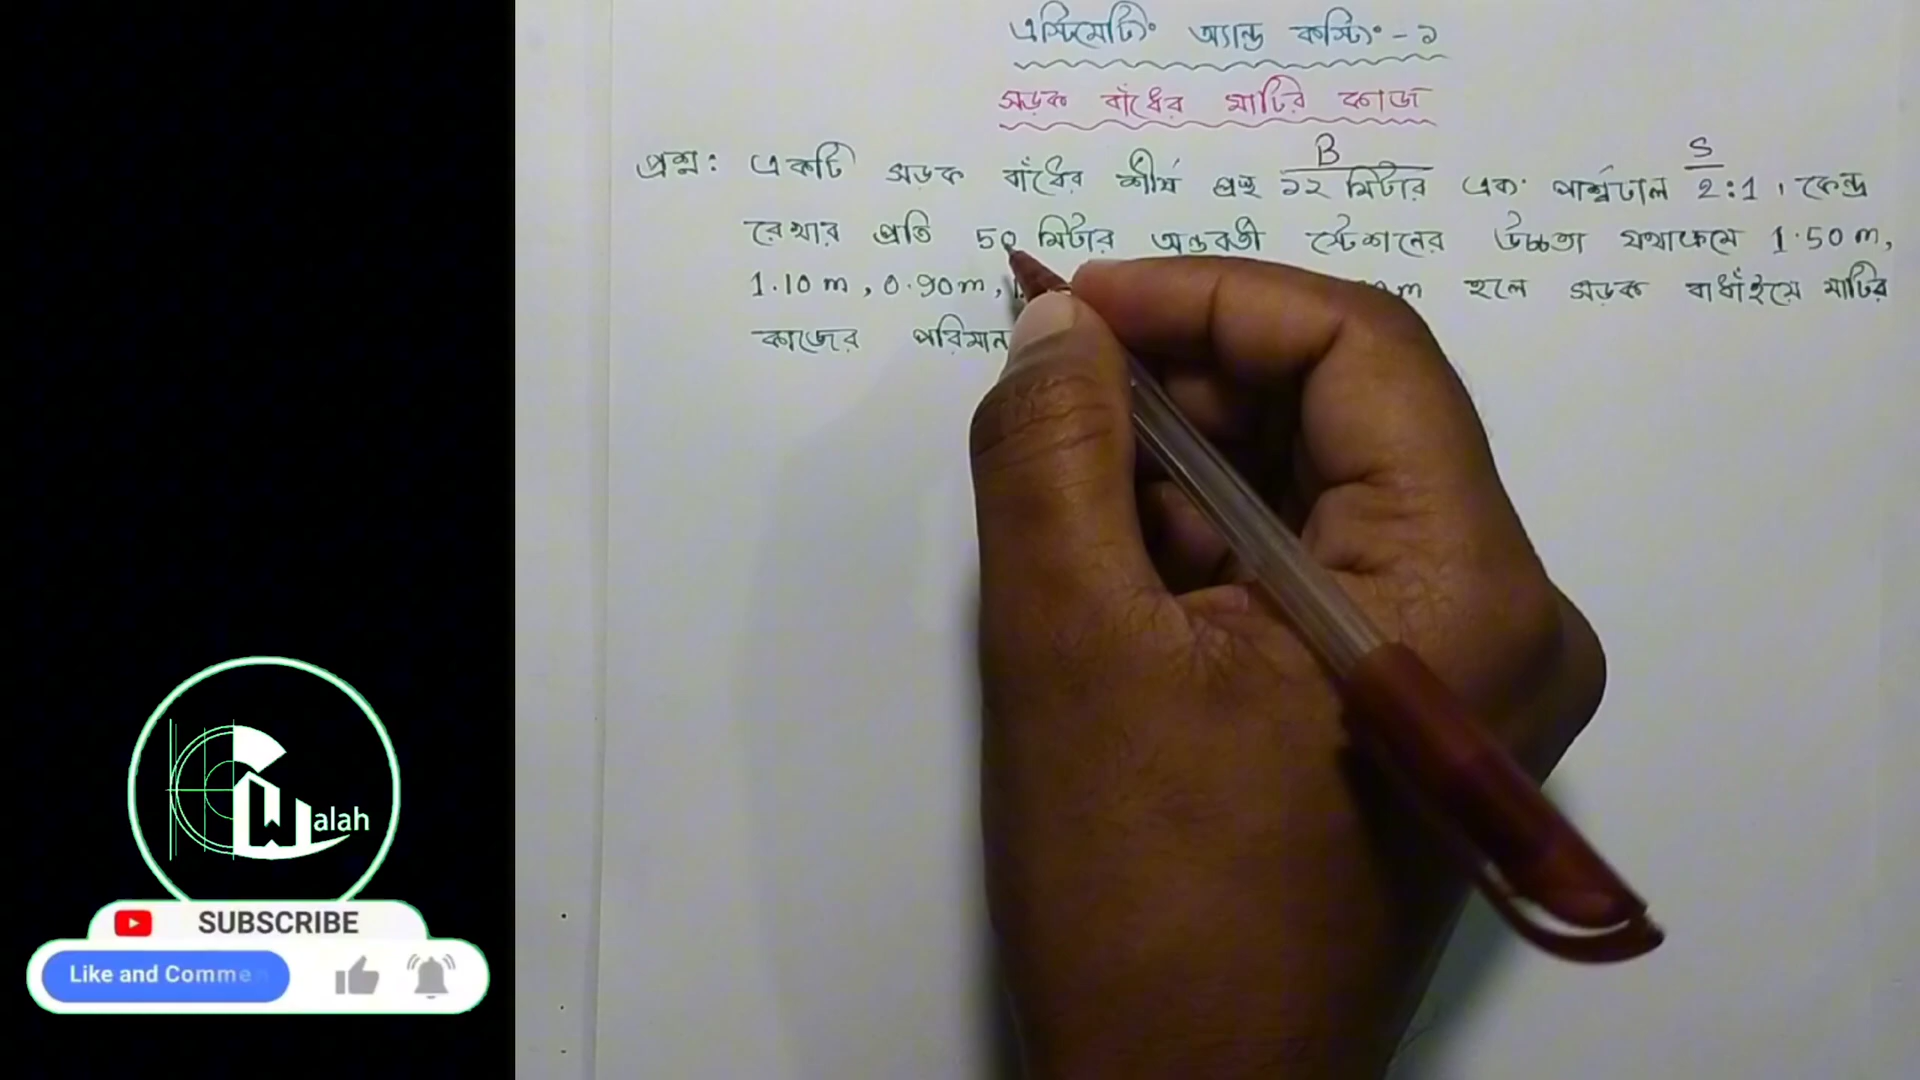 এস্টিমেটিং অ্যান্ড কস্টিং - ১
সড়ক বাঁধের মাটির কাজ
B
S
প্রশ্ন: একটি সড়ক বাঁধের শীর্ষ প্রস্থ ১২ মিটার এবং পার্শ্বঢাল 2:1, কেন্দ্র
রেখার প্রতি 50 মিটার অন্তবর্তী স্টেশনের উচ্চতা যথাক্রমে 1.50 m,
1.10 m, 0.90 m, m হলে সড়ক বাধাঁইয়ে মাটির
কাজের পরিমান
W
alah
SUBSCRIBE
Like and Comme